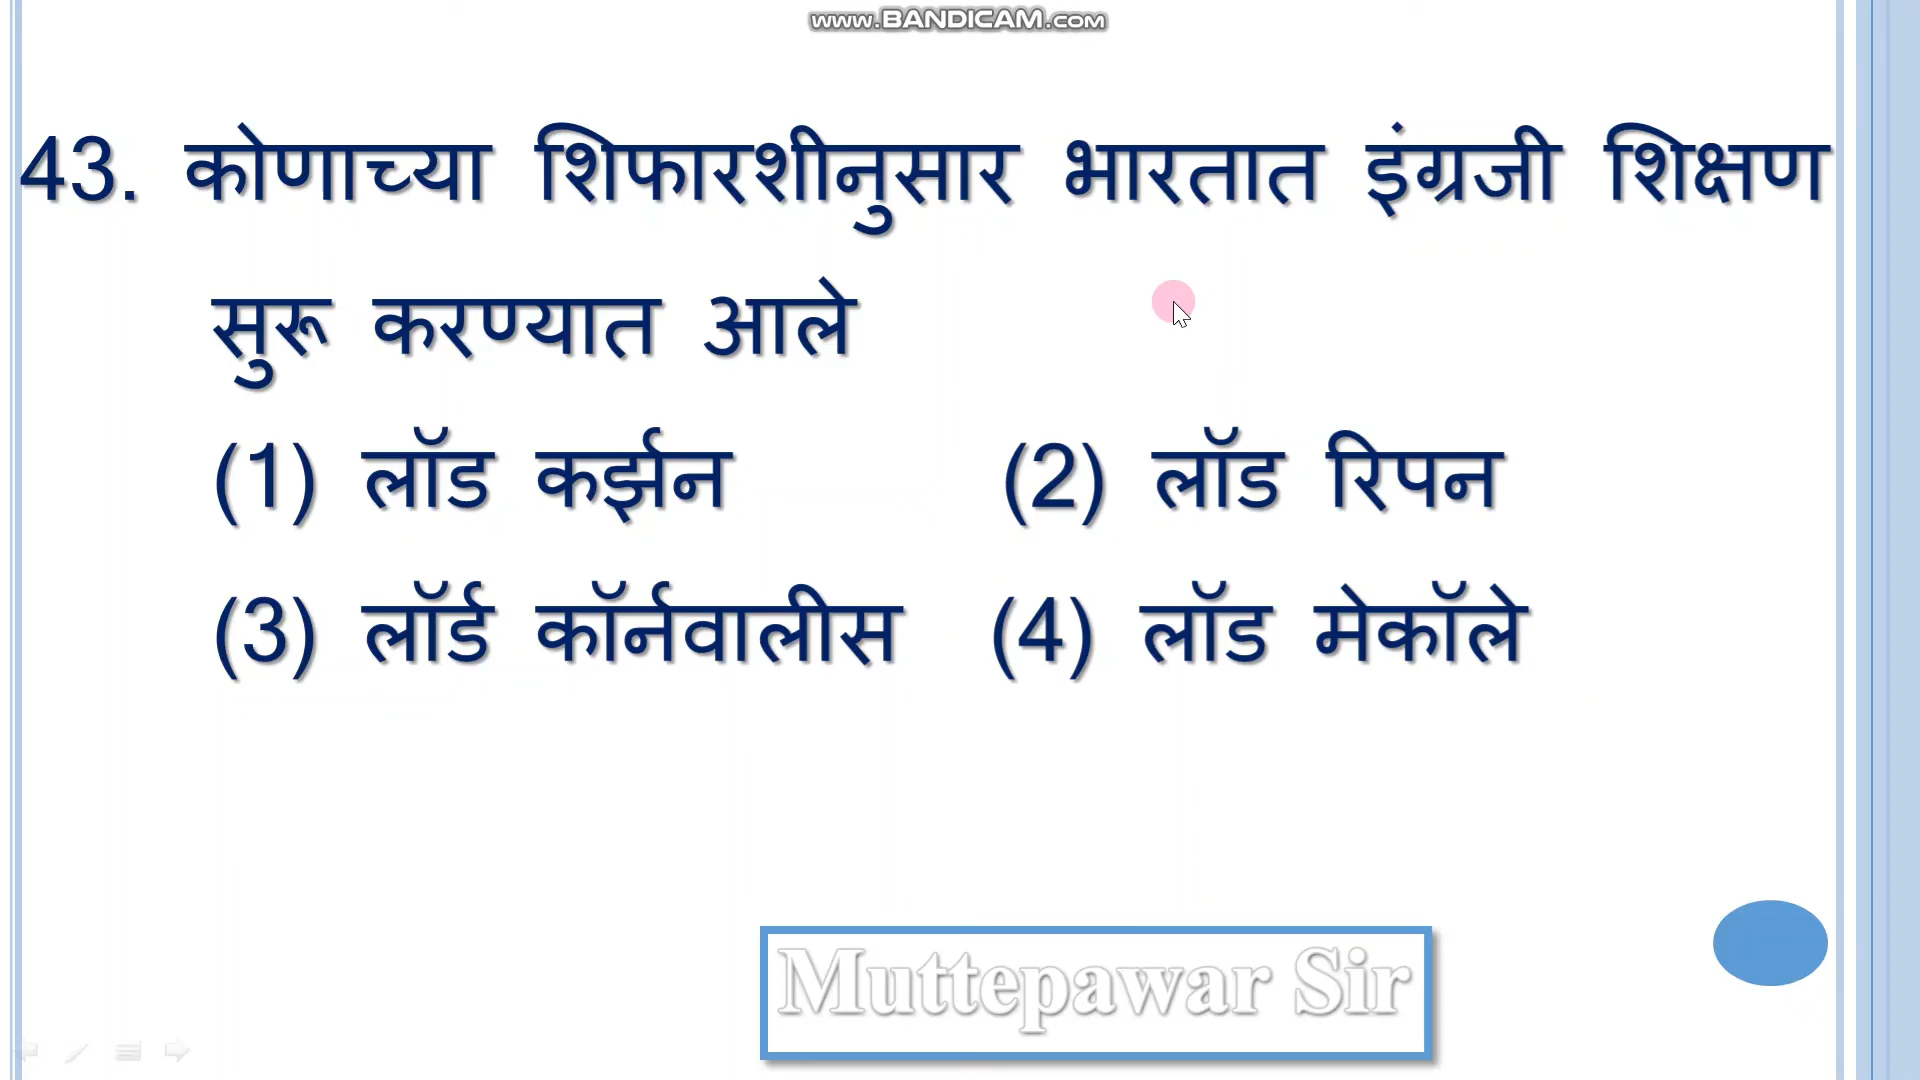 www.BANDICAM.com
43. कोणाच्या शिफारशीनुसार भारतात इंग्रजी शिक्षण
सुरू करण्यात आले
(1) लॉड कर्झन (2) लॉड रिपन
(3) लॉर्ड कॉर्नवालीस (4) लॉड मेकॉले
Muttepawar Sir